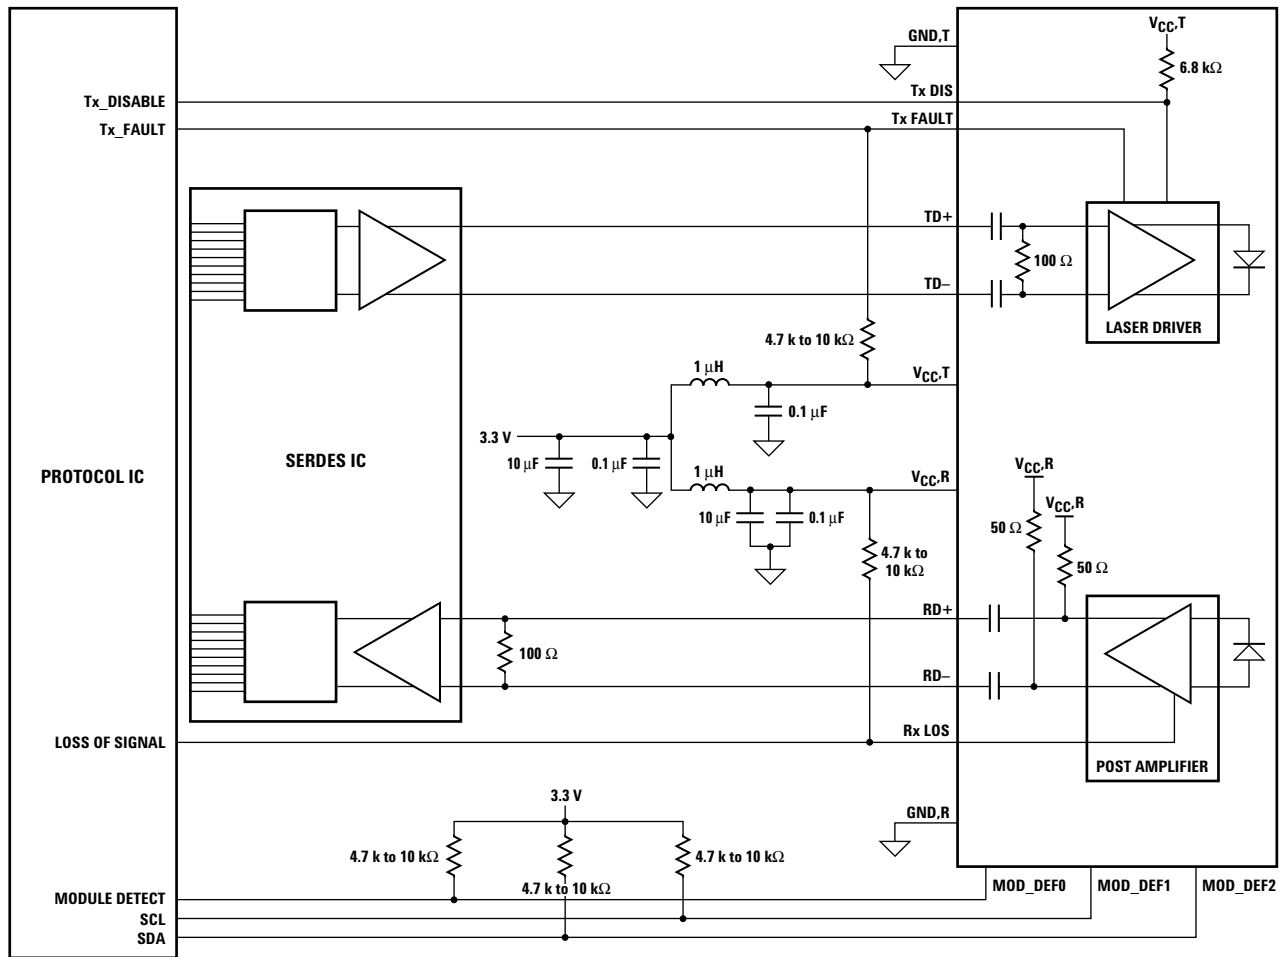 GND,T
VCC,T
6.8 kΩ
Tx_DISABLE
Tx DIS
Tx_FAULT
Tx FAULT
TD+
100 Ω
TD–
LASER DRIVER
4.7 k to 10 kΩ
1 µH
VCC,T
0.1 µF
3.3 V
SERDES IC
PROTOCOL IC
10 µF
0.1 µF
1 µH
VCC,R
VCC,R
VCC,R
10 µF
0.1 µF
50 Ω
4.7 k to
10 kΩ
50 Ω
RD+
100 Ω
RD–
LOSS OF SIGNAL
Rx LOS
POST AMPLIFIER
3.3 V
GND,R
4.7 k to 10 kΩ
4.7 k to 10 kΩ
4.7 k to 10 kΩ
MODULE DETECT
MOD_DEF0
MOD_DEF1
MOD_DEF2
SCL
SDA